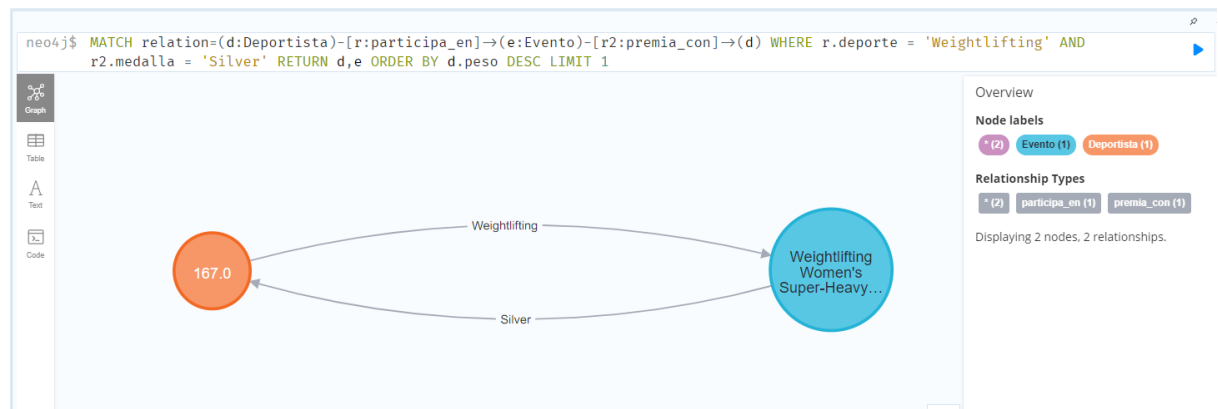 neo4j$ MATCH relation=(d:Deportista)-[r:participa_en]→(e:Evento)-[r2:premia_con]→(d) WHERE r.deporte = 'Weightlifting' AND
r2.medalla = 'Silver' RETURN d,e ORDER BY d.peso DESC LIMIT 1
Graph
Table
Text
Code
Weightlifting
167.0
Weightlifting
Women's
Super-Heavy…
Silver
Overview
Node labels
* (2) Evento (1) Deportista (1)
Relationship Types
* (2) participa_en (1) premia_con (1)
Displaying 2 nodes, 2 relationships.